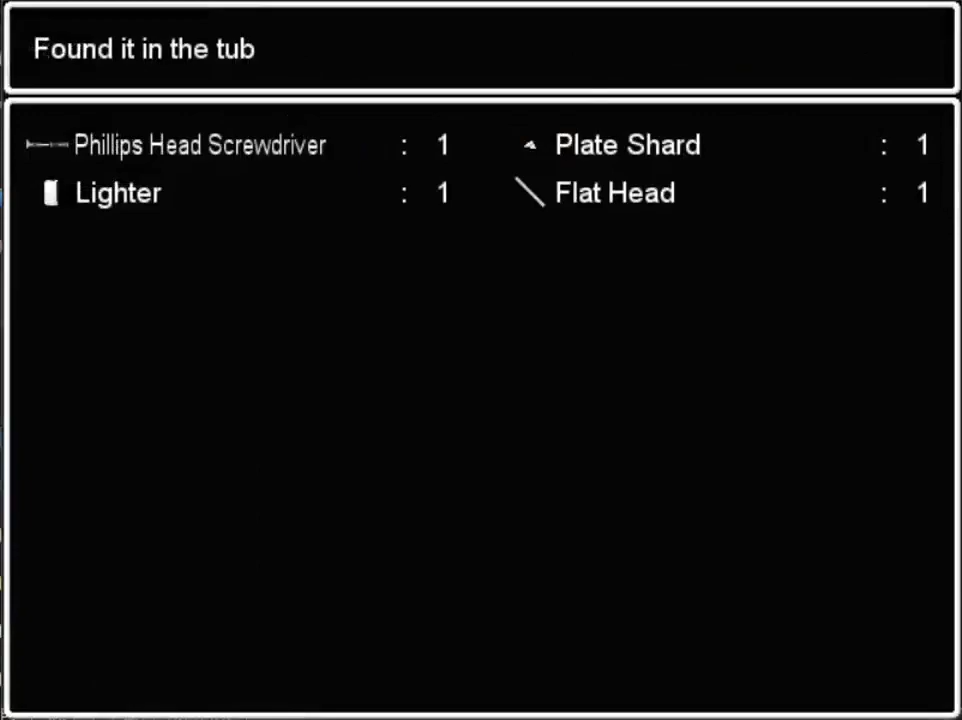 Found it in the tub
Phillips Head Screwdriver : 1 Plate Shard : 1
Lighter : 1 Flat Head : 1